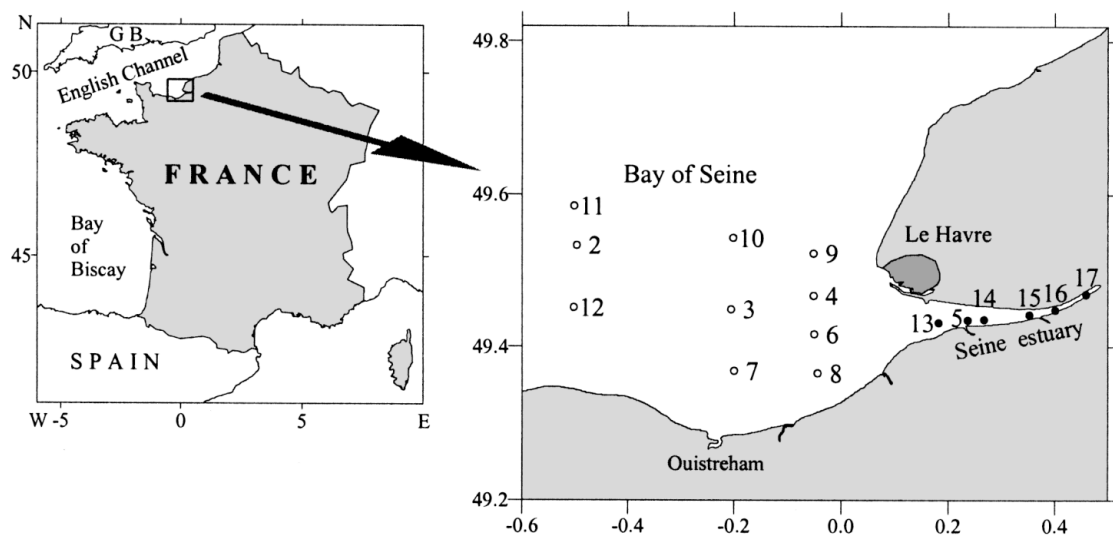 N
G B
50
English Channel
FRANCE
45
Bay
of
Biscay
SPAIN
W -5
0
5
E
49.8
49.6
49.4
49.2
-0.6
-0.4
-0.2
0.0
0.2
0.4
Bay of Seine
11
2
10
9
Le Havre
12
3
4
17
14
15
16
13
5
6
Seine estuary
7
8
Ouistreham